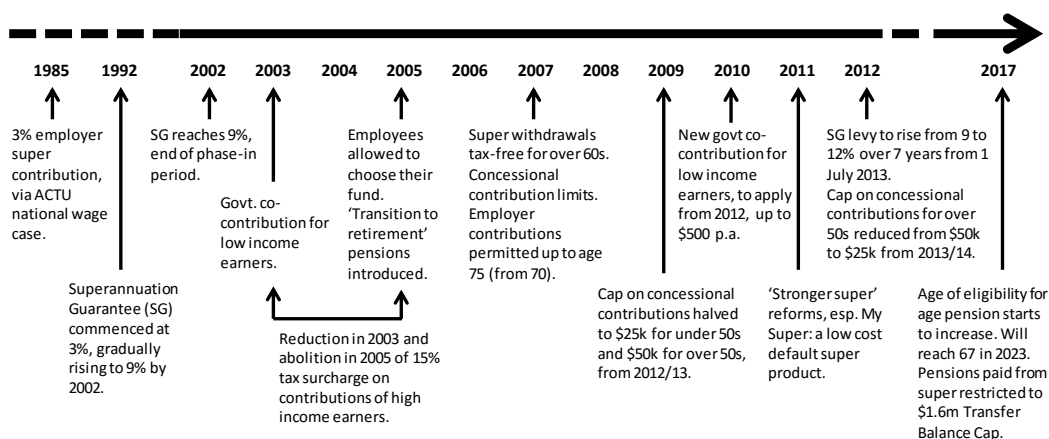 1985 1992 2002 2003 2004 2005 2006 2007 2008 2009 2010 2011 2012 2017
3% employer
super
contribution,
via ACTU
national wage
case.
Superannuation
Guarantee (SG)
commenced at
3%, gradually
rising to 9% by
2002.
SG reaches 9%,
end of phase-in
period.
Govt. co-
contribution for
low income
earners.
Employees
allowed to
choose their
fund.
‘Transition to
retirement’
pensions
introduced.
Reduction in 2003 and
abolition in 2005 of 15%
tax surcharge on
contributions of high
income earners.
Super withdrawals
tax-free for over 60s.
Concessional
contribution limits.
Employer
contributions
permitted up to age
75 (from 70).
Cap on concessional
contributions halved
to $25k for under 50s
and $50k for over 50s,
from 2012/13.
New govt co-
contribution for
low income
earners, to apply
from 2012, up to
$500 p.a.
‘Stronger super’
reforms, esp. My
Super: a low cost
default super
product.
SG levy to rise from 9 to
12% over 7 years from 1
July 2013.
Cap on concessional
contributions for over
50s reduced from $50k
to $25k from 2013/14.
Age of eligibility for
age pension starts
to increase. Will
reach 67 in 2023.
Pensions paid from
super restricted to
$1.6m Transfer
Balance Cap.